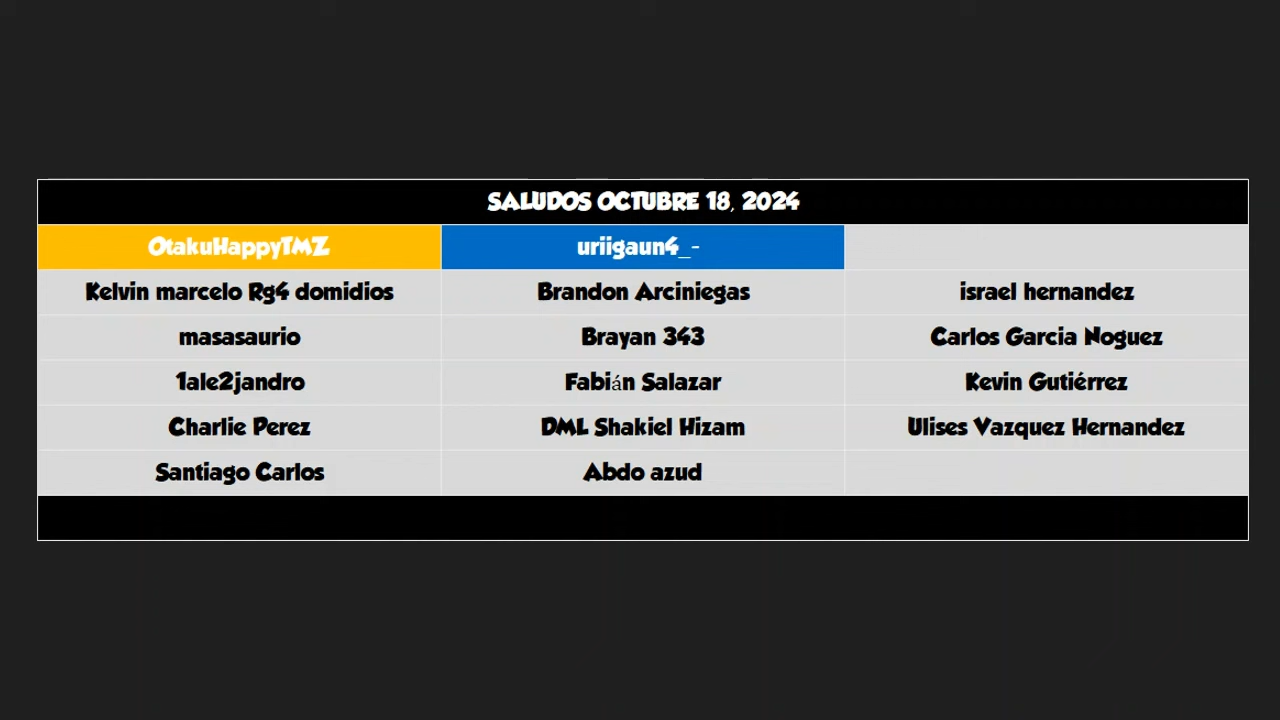 SALUDOS OCTUBRE 18, 2024
OtakuHappyTMZ uriigaun4_-
Kelvin marcelo Rg4 domidios Brandon Arciniegas israel hernandez
masasaurio Brayan 343 Carlos Garcia Noguez
1ale2jandro Fabián Salazar Kevin Gutiérrez
Charlie Perez DML Shakiel Hizam Ulises Vazquez Hernandez
Santiago Carlos Abdo azud